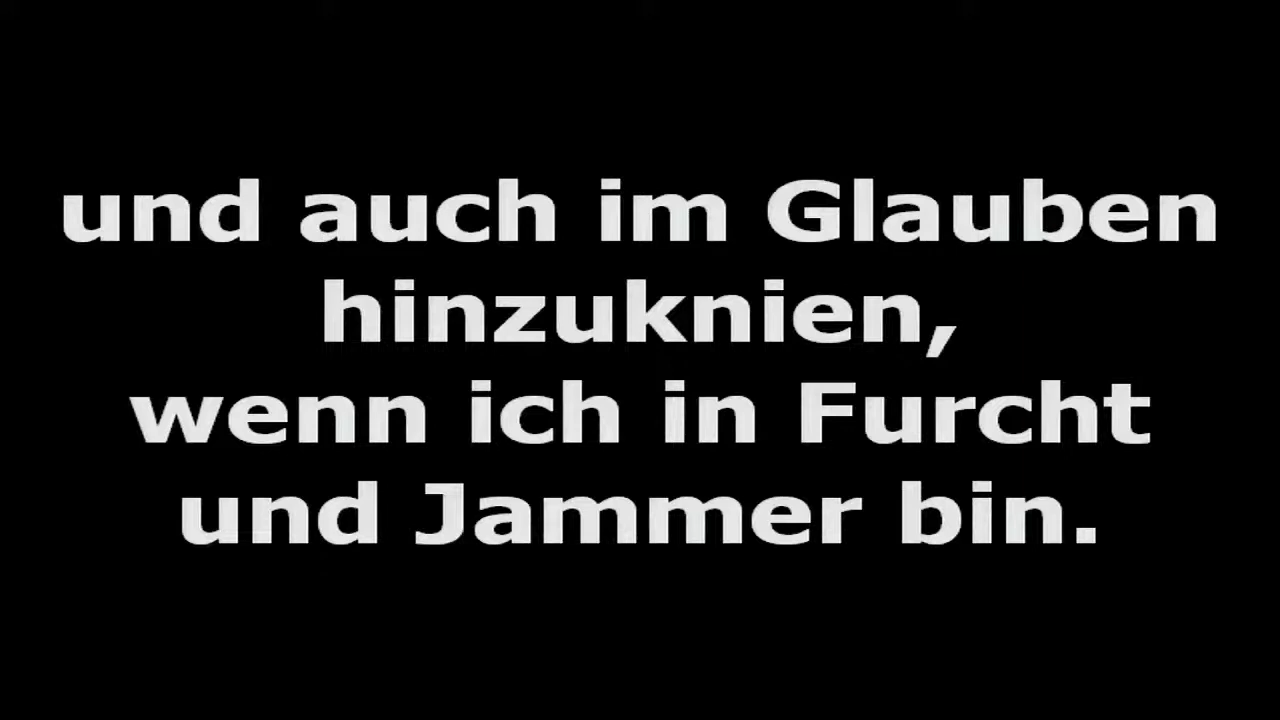 und auch im Glauben
hinzuknien,
wenn ich in Furcht
und Jammer bin.